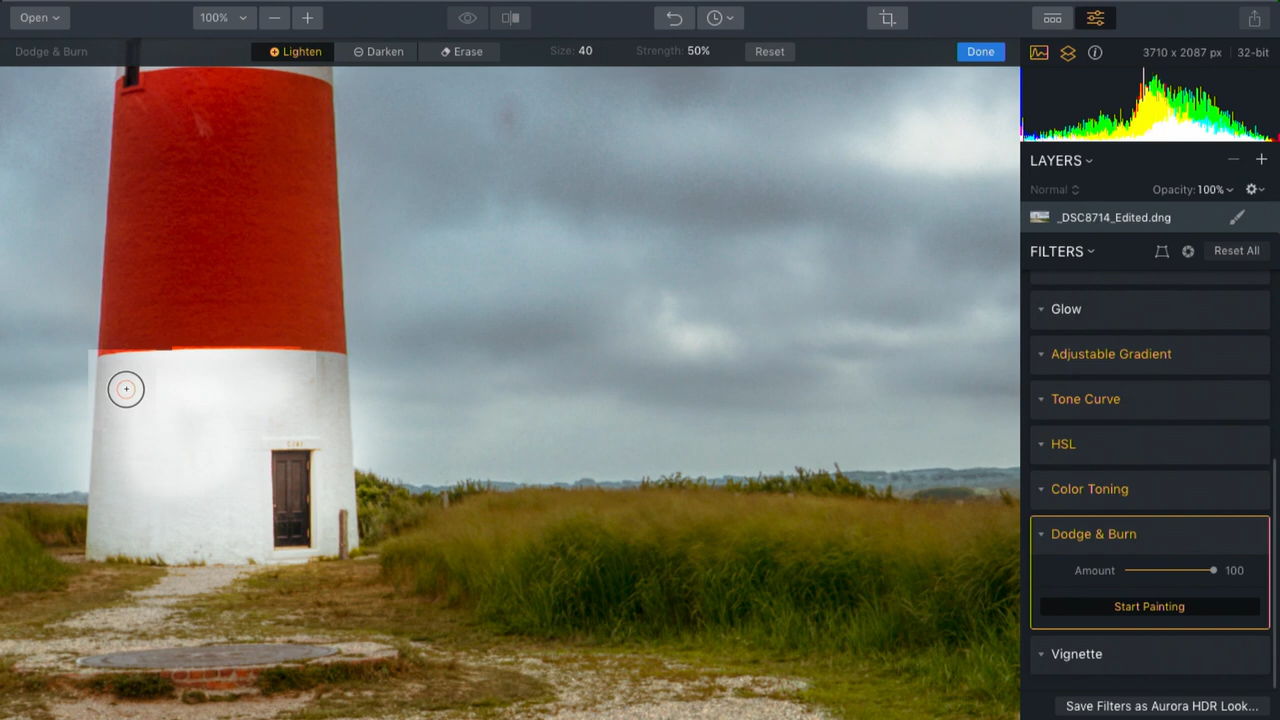 Open
100%
Dodge & Burn
Lighten
Darken
Erase
Size: 40
Strength: 50%
Reset
Done
3710 x 2087 px
32-bit
LAYERS
Normal
Opacity: 100%
_DSC8714_Edited.dng
FILTERS
Reset All
Glow
Adjustable Gradient
Tone Curve
HSL
Color Toning
Dodge & Burn
Amount
100
Start Painting
Vignette
Save Filters as Aurora HDR Look...